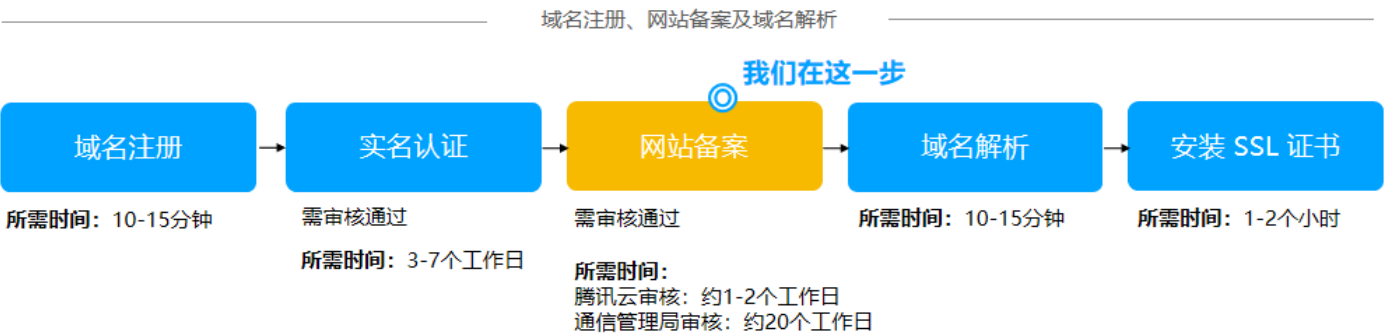 域名注册、网站备案及域名解析
我们在这一步
域名注册
实名认证
网站备案
域名解析
安装 SSL 证书
所需时间：10-15分钟
需审核通过
所需时间：3-7个工作日
需审核通过
所需时间：
腾讯云审核：约1-2个工作日
通信管理局审核：约20个工作日
所需时间：10-15分钟
所需时间：1-2个小时